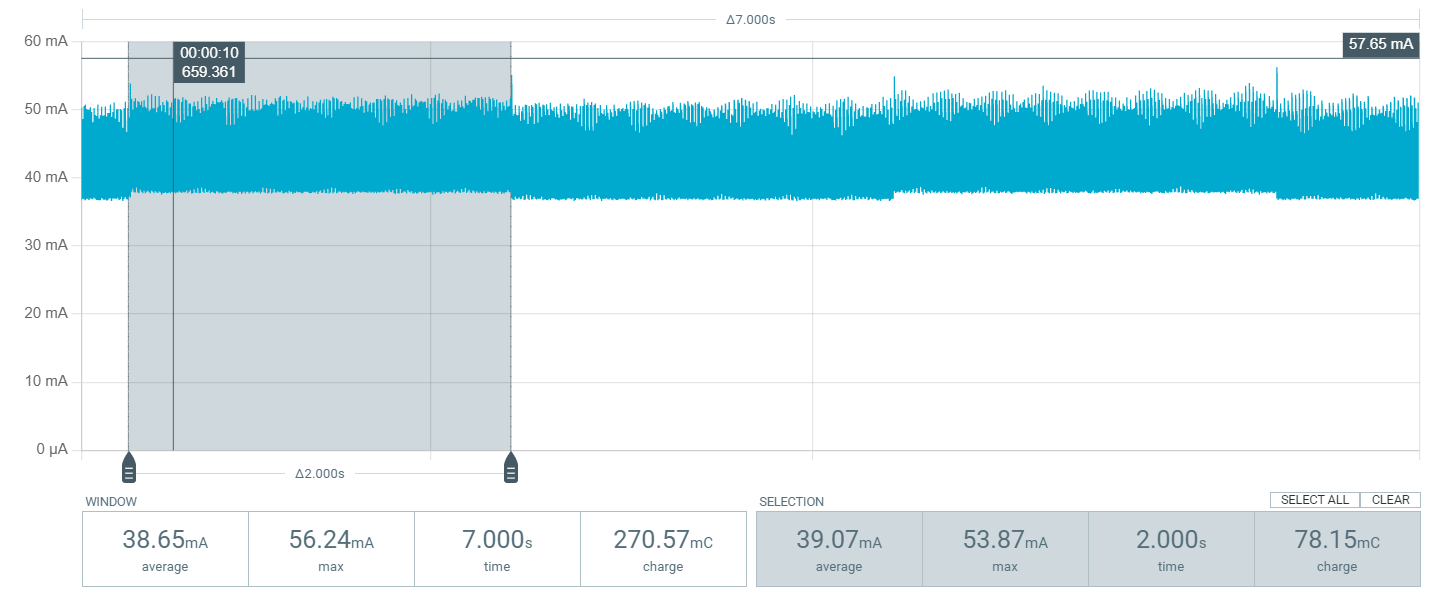 Δ7.000s
60 mA
57.65 mA
00:00:10
659.361
50 mA
40 mA
30 mA
20 mA
10 mA
0 µA
Δ2.000s
WINDOW
SELECTION
SELECT ALL
CLEAR
38.65mA
56.24mA
7.000s
270.57mC
39.07mA
53.87mA
2.000s
78.15mC
average
max
time
charge
average
max
time
charge